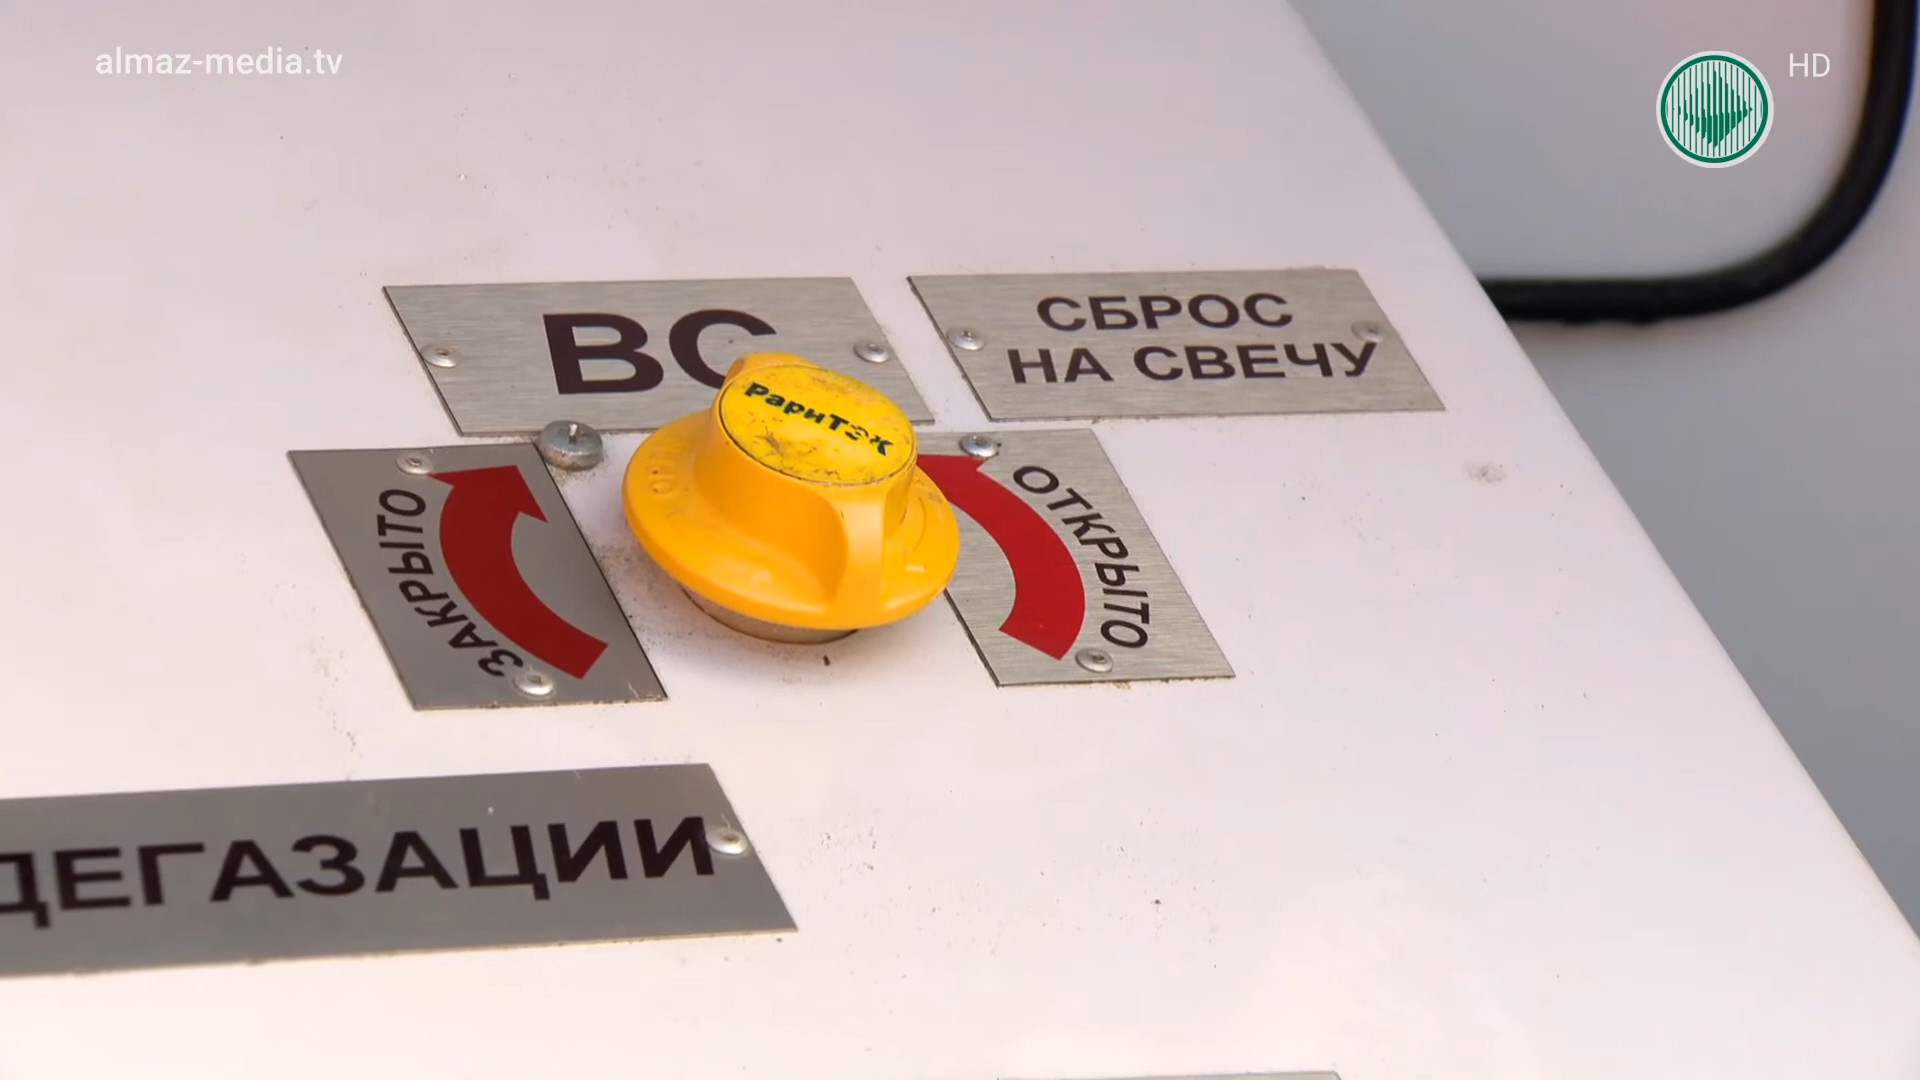 almaz-media.tv
HD
ВС
СБРОС
НА СВЕЧУ
РариТЭК
ЗАКРЫТО
ОТКРЫТО
ДЕГАЗАЦИИ